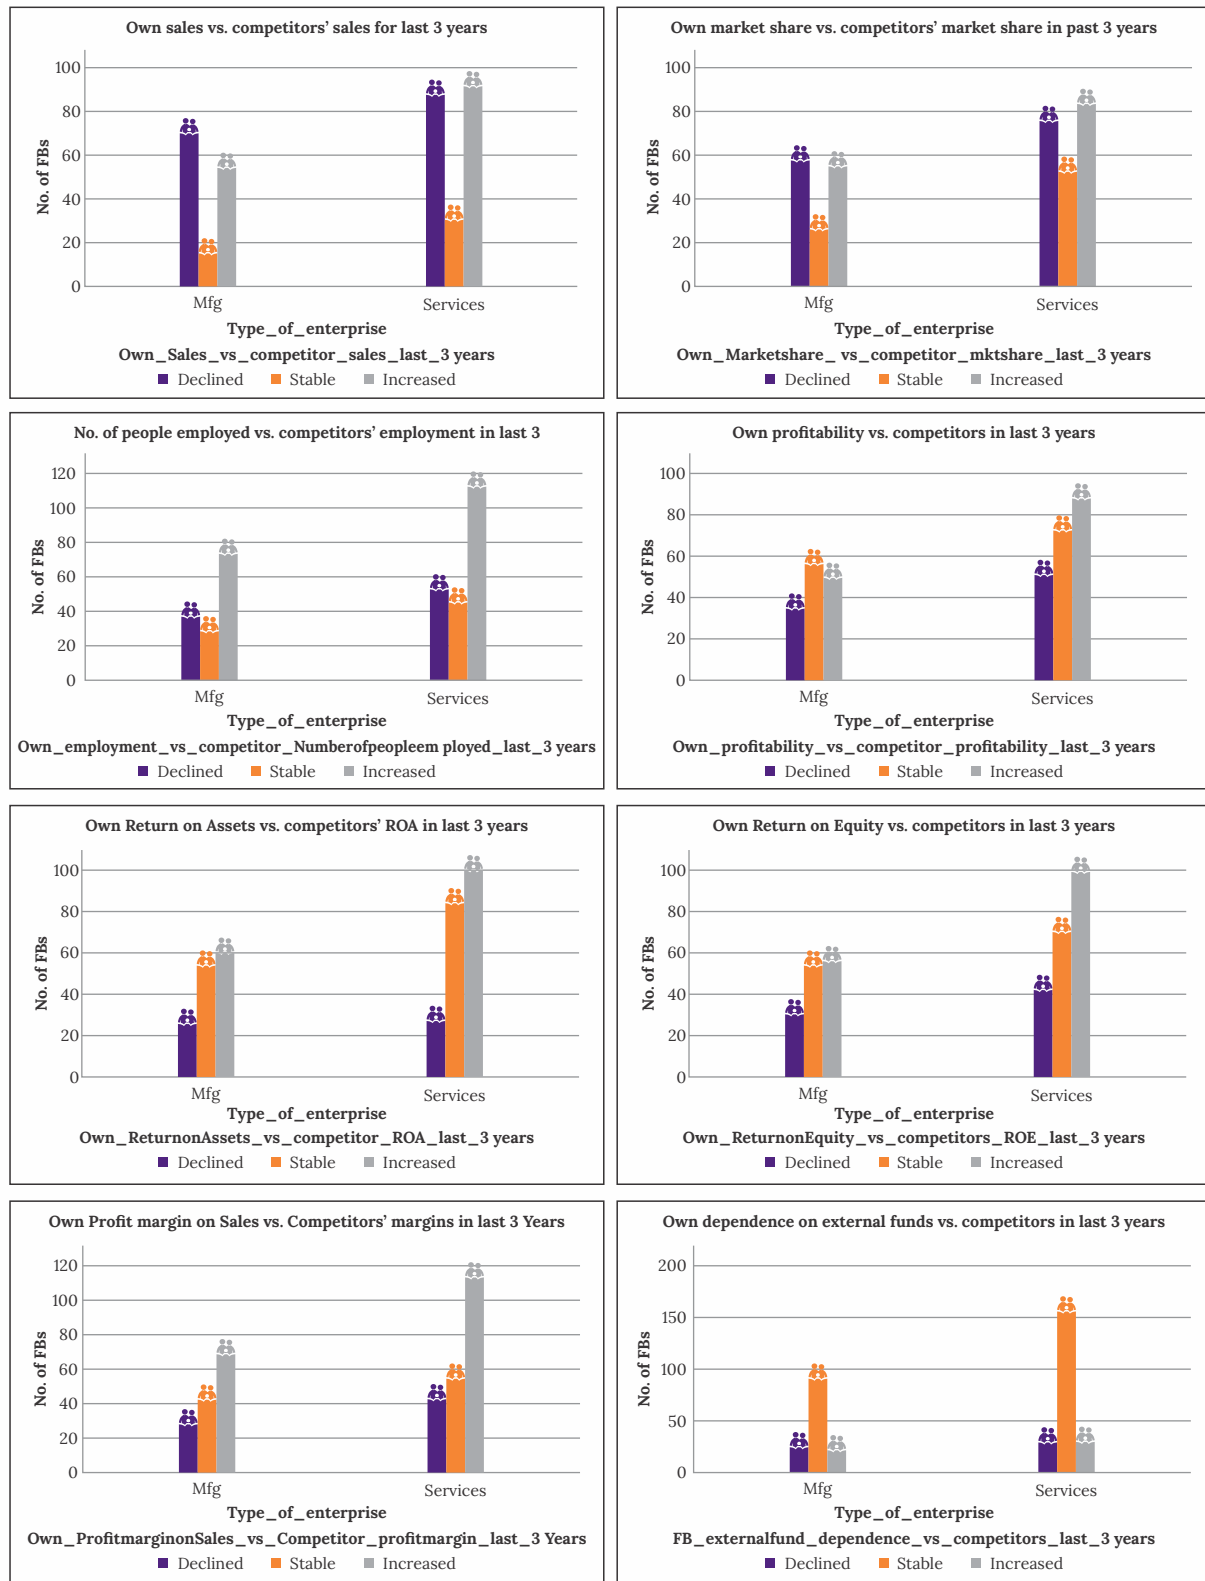 Own sales vs. competitors’ sales for last 3 years
No. of FBs
100
80
60
40
20
0
Mfg
Services
Type_of_enterprise
Own_Sales_vs_competitor_sales_last_3 years
Declined Stable Increased
Own market share vs. competitors’ market share in past 3 years
No. of FBs
100
80
60
40
20
0
Mfg
Services
Type_of_enterprise
Own_Marketshare_ vs_competitor_mktshare_last_3 years
Declined Stable Increased
No. of people employed vs. competitors’ employment in last 3
No. of FBs
120
100
80
60
40
20
0
Mfg
Services
Type_of_enterprise
Own_employment_vs_competitor_Numberofpeopleem ployed_last_3 years
Declined Stable Increased
Own profitability vs. competitors in last 3 years
No. of FBs
100
80
60
40
20
0
Mfg
Services
Type_of_enterprise
Own_profitability_vs_competitor_profitability_last_3 years
Declined Stable Increased
Own Return on Assets vs. competitors’ ROA in last 3 years
No. of FBs
100
80
60
40
20
0
Mfg
Services
Type_of_enterprise
Own_ReturnonAssets_vs_competitor_ROA_last_3 years
Declined Stable Increased
Own Return on Equity vs. competitors in last 3 years
No. of FBs
100
80
60
40
20
0
Mfg
Services
Type_of_enterprise
Own_ReturnonEquity_vs_competitors_ROE_last_3 years
Declined Stable Increased
Own Profit margin on Sales vs. Competitors’ margins in last 3 Years
No. of FBs
120
100
80
60
40
20
0
Mfg
Services
Type_of_enterprise
Own_ProfitmarginonSales_vs_Competitor_profitmargin_last_3 Years
Declined Stable Increased
Own dependence on external funds vs. competitors in last 3 years
No. of FBs
200
150
100
50
0
Mfg
Services
Type_of_enterprise
FB_externalfund_dependence_vs_competitors_last_3 years
Declined Stable Increased